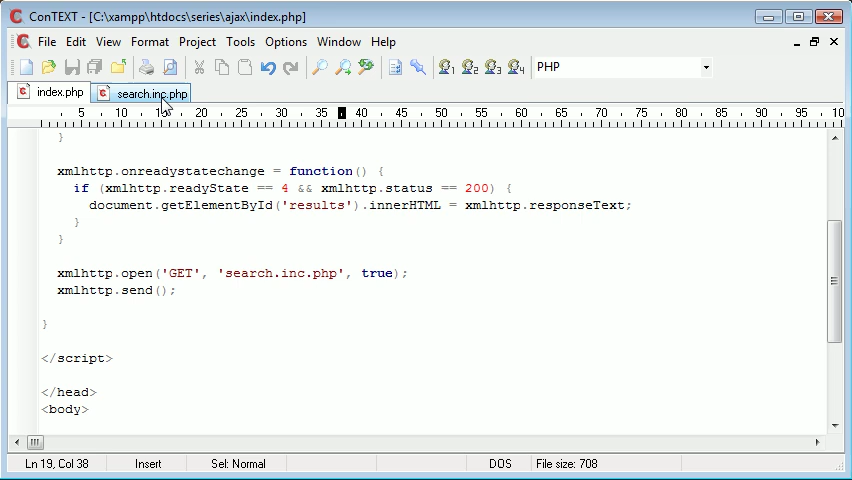 ConTEXT - [C:\xampp\htdocs\series\ajax\index.php]
File Edit View Format Project Tools Options Window Help
1 2 3 4 PHP
index.php search.inc.php
5 10 15 20 25 30 35 40 45 50 55 60 65 70 75 80 85 90 95 10
}
xmlhttp.onreadystatechange = function() {
if (xmlhttp.readyState == 4 && xmlhttp.status == 200) {
document.getElementById('results').innerHTML = xmlhttp.responseText;
}
}
xmlhttp.open('GET', 'search.inc.php', true);
xmlhttp.send();
}
</script>
</head>
<body>
Ln 19, Col 38 Insert Sel: Normal DOS File size: 708